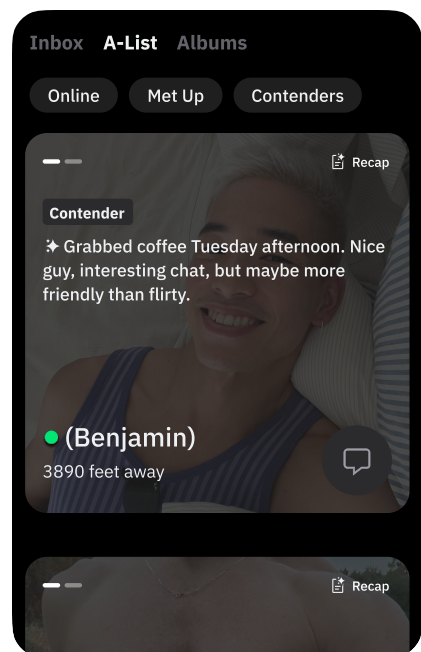 Inbox A-List Albums
Online Met Up Contenders
Recap
Contender
Grabbed coffee Tuesday afternoon. Nice
guy, interesting chat, but maybe more
friendly than flirty.
(Benjamin)
3890 feet away
Recap